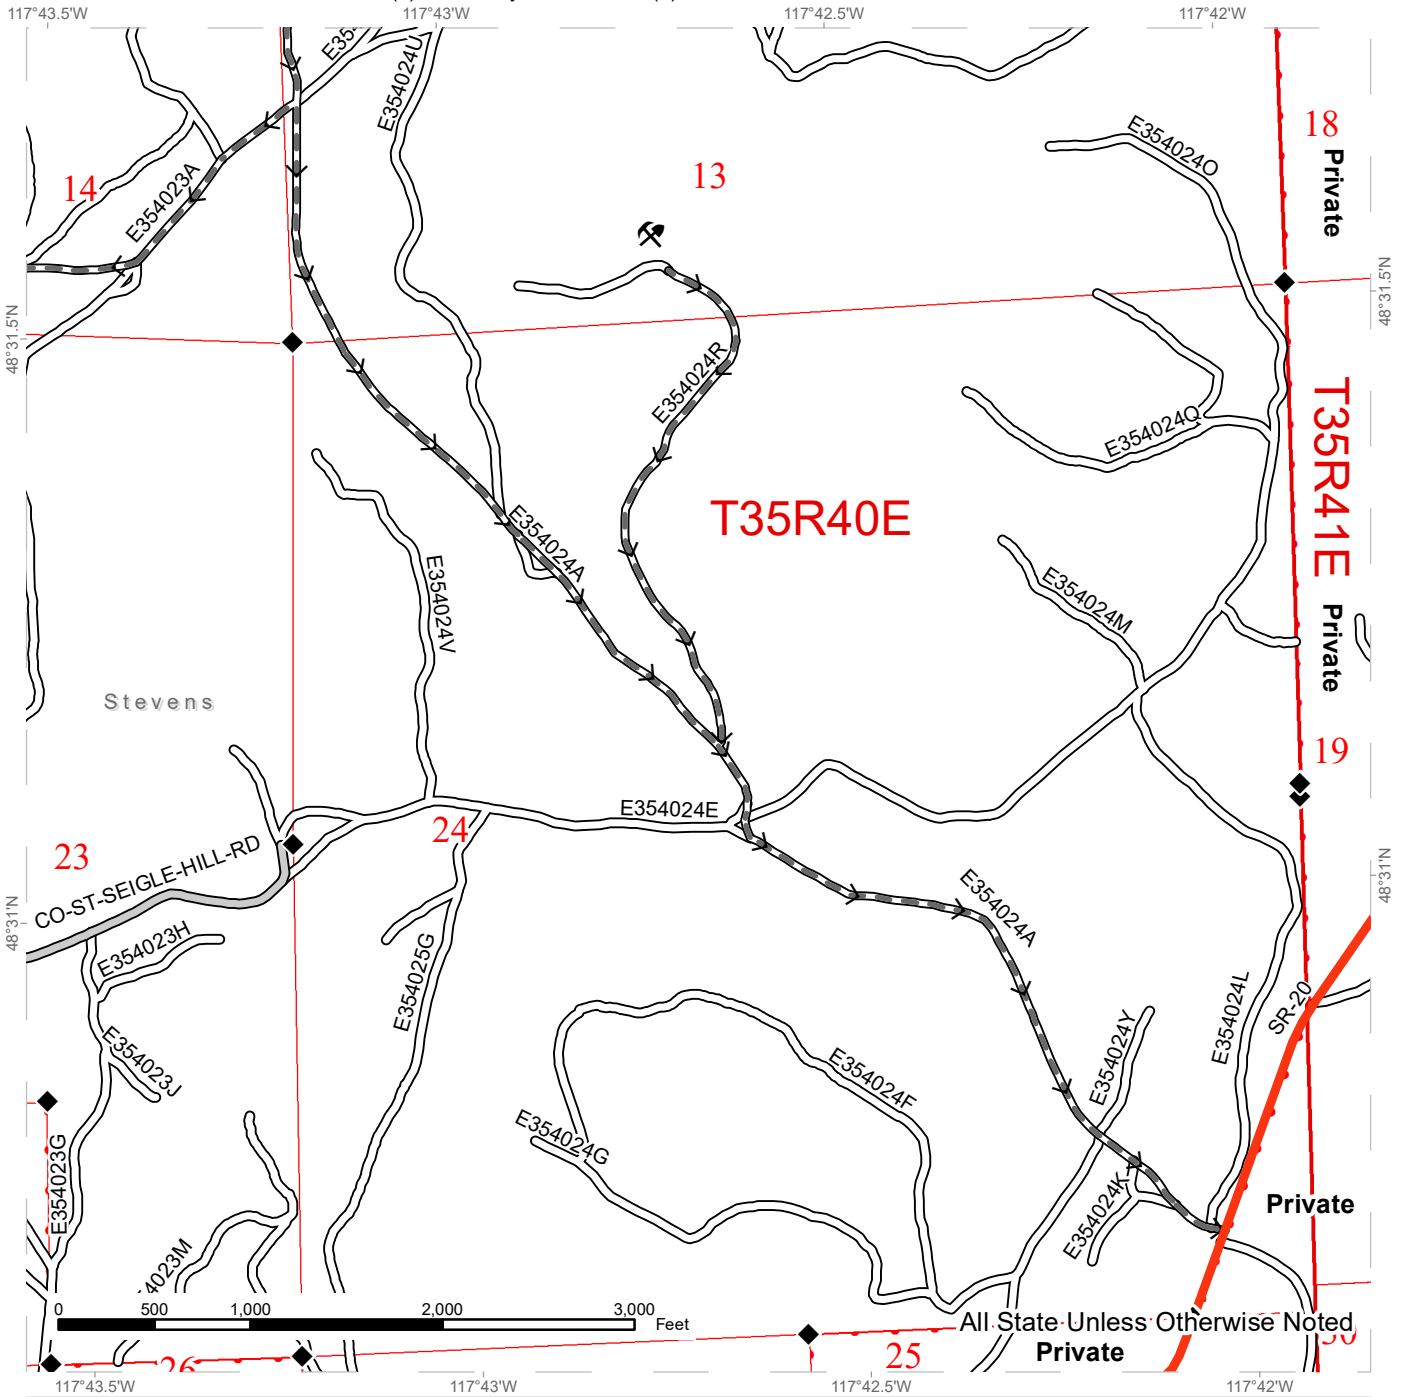 117°43.5'W
117°43'W
117°42.5'W
117°42'W
E354024U
18
Private
E354024O
14
13
E354023A
48°31.5'N
48°31.5'N
E354024R
T35R41E
E354024Q
T35R40E
E354024A
E354024V
E354024M
Private
Stevens
19
E354024E
24
23
CO-ST-SEIGLE-HILL-RD
48°31'N
48°31'N
E354024A
E354023H
E354025G
E354024L
SR-20
E354023J
E354024Y
E354024F
E354024G
E354023G
E354024K
Private
4023M
0 500 1,000 2,000 3,000
Feet
All State Unless Otherwise Noted
Private
25
26
117°43.5'W
117°43'W
117°42.5'W
117°42'W